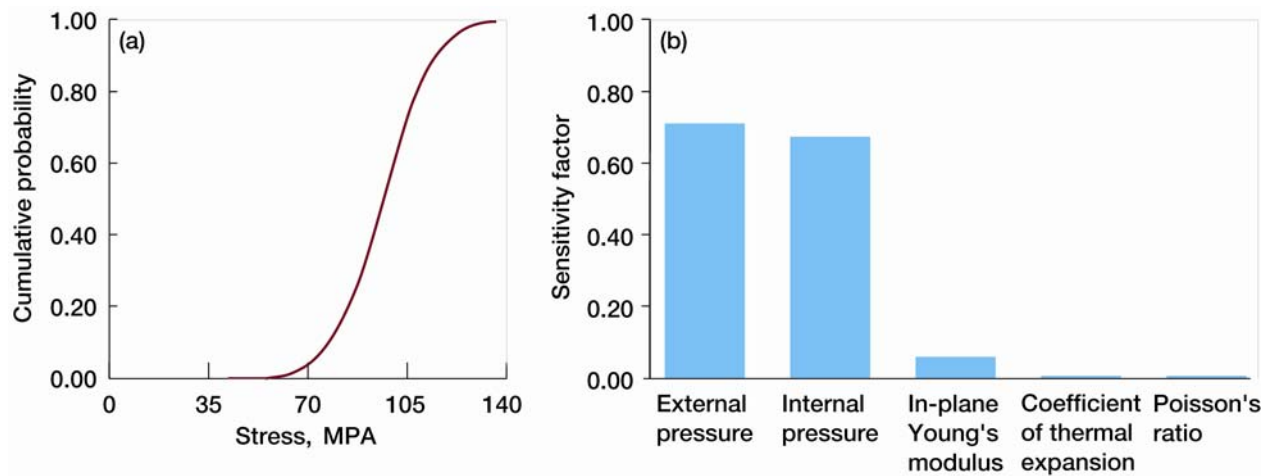 (a)
Cumulative probability
1.00
0.80
0.60
0.40
0.20
0.00
0 35 70 105 140
Stress, MPA
(b)
Sensitivity factor
1.00
0.80
0.60
0.40
0.20
0.00
External
pressure
Internal
pressure
In-plane
Young's
modulus
Coefficient
of thermal
expansion
Poisson's
ratio